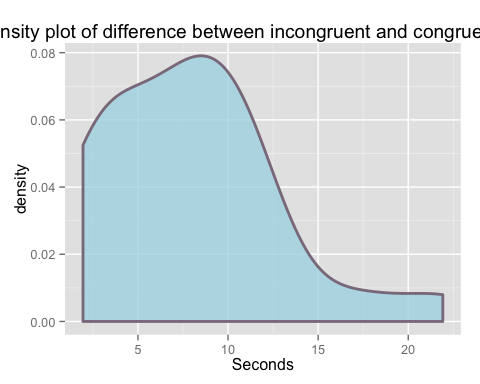 nsity plot of difference between incongruent and congrue
0.08
0.06
0.04
0.02
0.00
density
5 10 15 20
Seconds